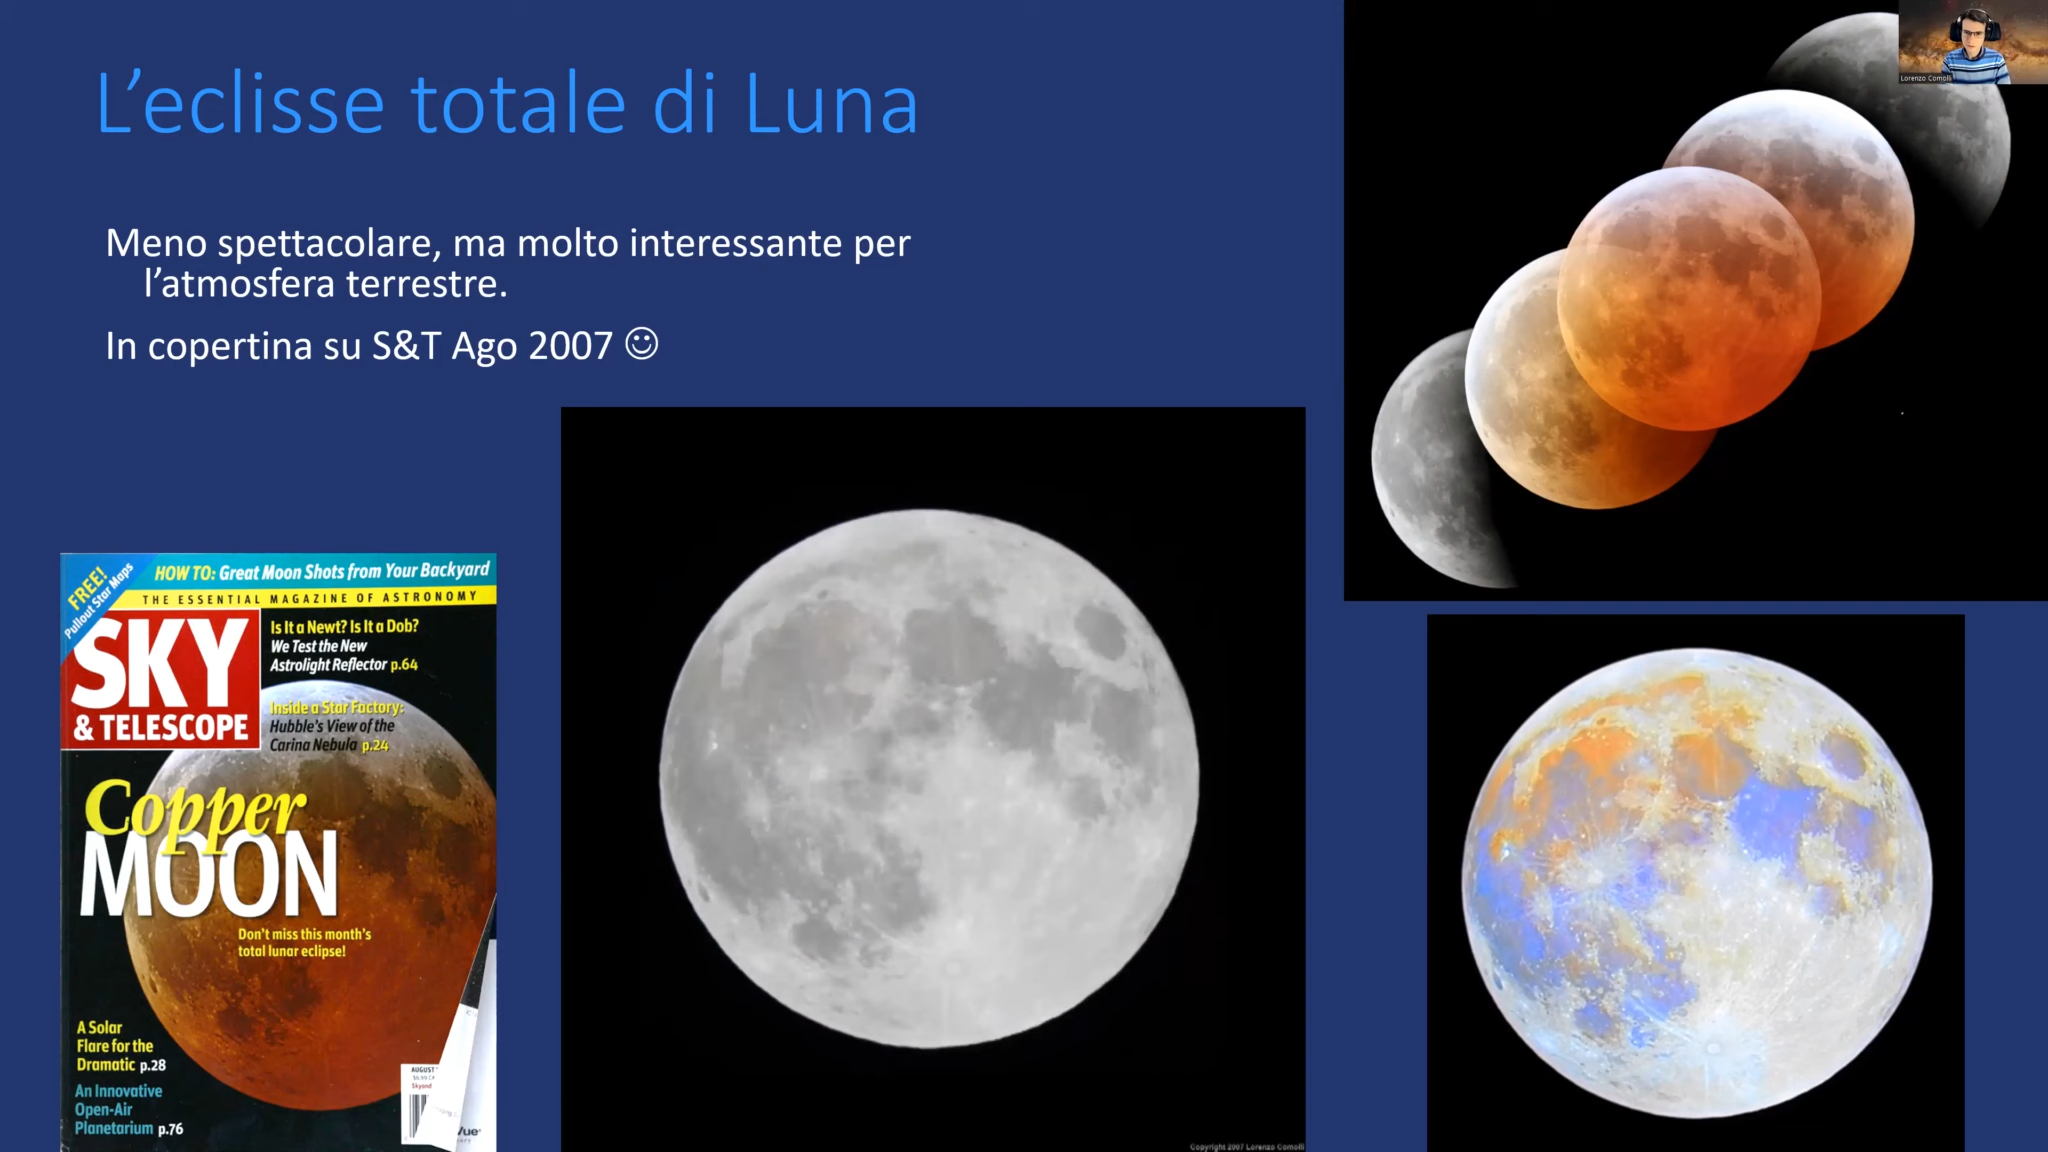 L'eclisse totale di Luna
Meno spettacolare, ma molto interessante per
l'atmosfera terrestre.
In copertina su S&T Ago 2007 ☺
Lorenzo Comolli
FREE!
Pullout Star Maps
HOW TO: Great Moon Shots from Your Backyard
THE ESSENTIAL MAGAZINE OF ASTRONOMY
SKY
& TELESCOPE
Is It a Newt? Is It a Dob?
We Test the New
Astrolight Reflector p.64
Inside a Star Factory:
Hubble's View of the
Carina Nebula p.24
Copper
MOON
Don't miss this month's
total lunar eclipse!
A Solar
Flare for the
Dramatic p.28
An Innovative
Open-Air
Planetarium p.76
AUGUST
Copyright 2007 Lorenzo Comolli